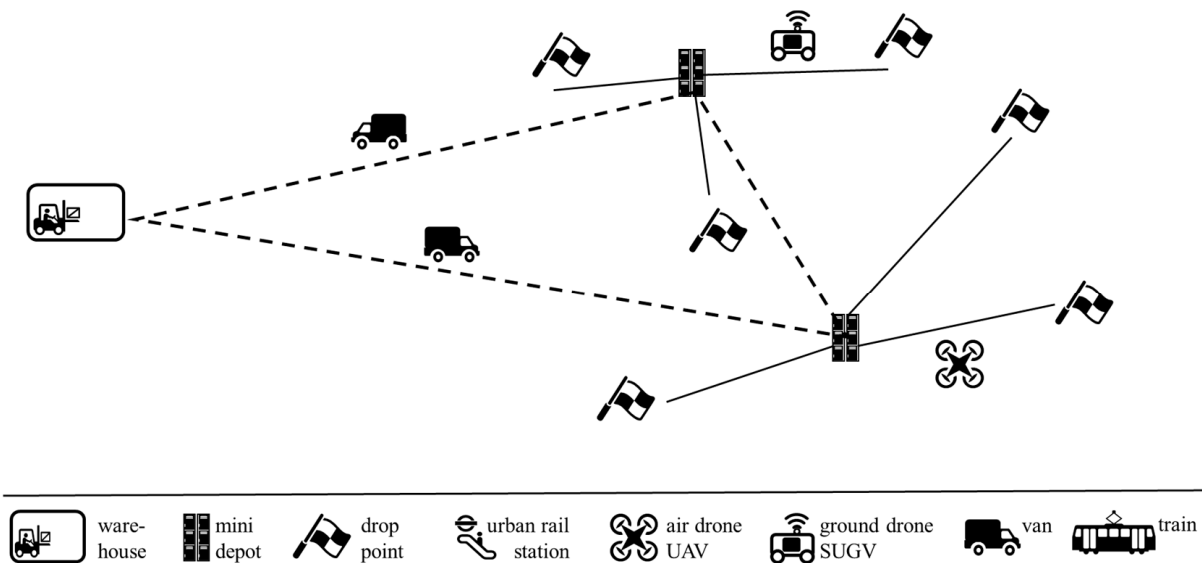 ware-
house
mini
depot
drop
point
urban rail
station
air drone
UAV
ground drone
SUGV
van
train